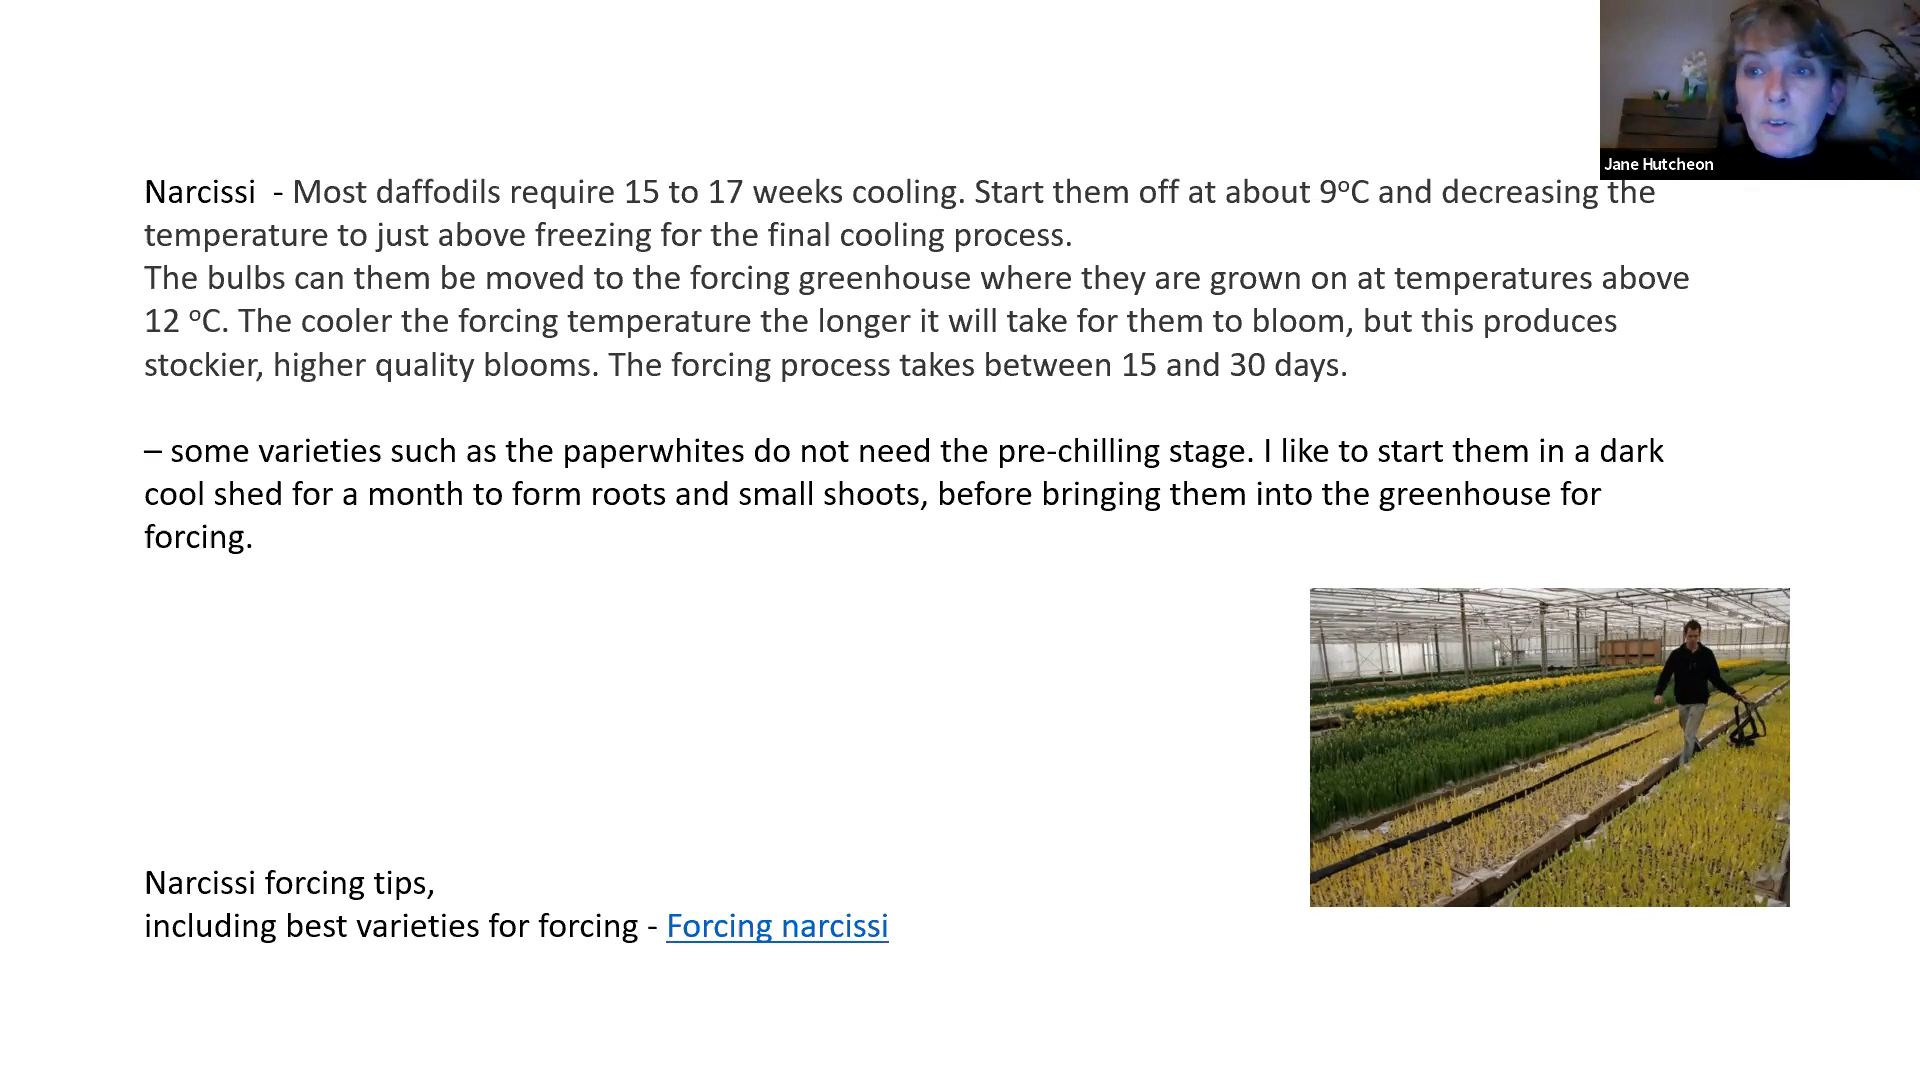 Jane Hutcheon
Narcissi  - Most daffodils require 15 to 17 weeks cooling. Start them off at about 9ºC and decreasing the
temperature to just above freezing for the final cooling process.
The bulbs can them be moved to the forcing greenhouse where they are grown on at temperatures above
12 ºC. The cooler the forcing temperature the longer it will take for them to bloom, but this produces
stockier, higher quality blooms. The forcing process takes between 15 and 30 days.
– some varieties such as the paperwhites do not need the pre-chilling stage. I like to start them in a dark
cool shed for a month to form roots and small shoots, before bringing them into the greenhouse for
forcing.
Narcissi forcing tips,
including best varieties for forcing - Forcing narcissi